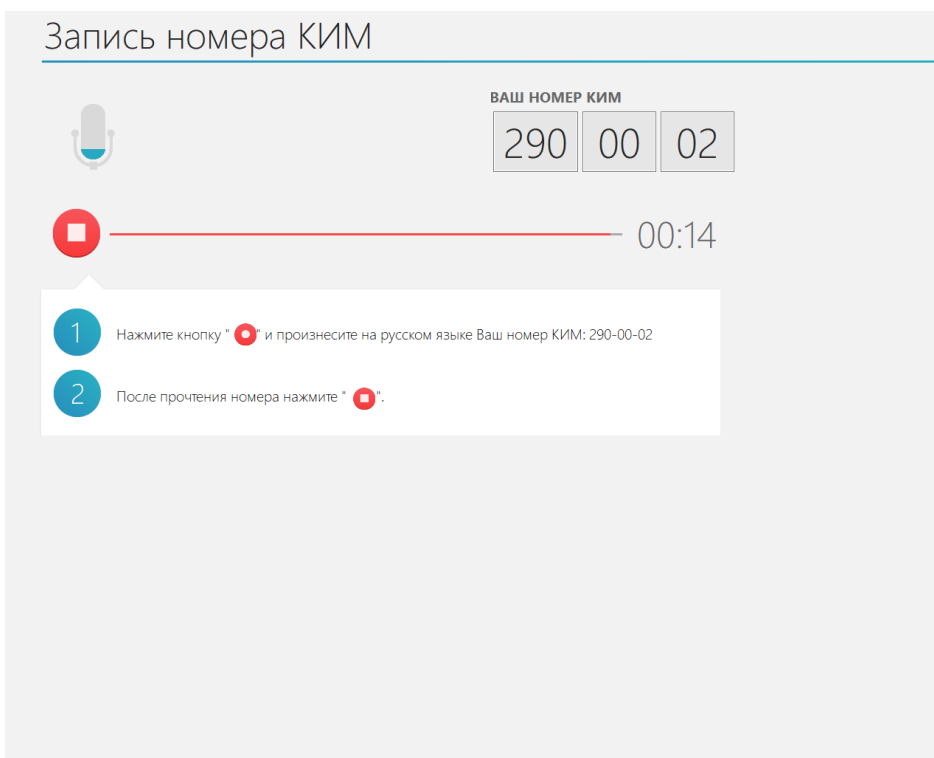 Запись номера КИМ
ВАШ НОМЕР КИМ
290 00 02
00:14
1 Нажмите кнопку " " и произнесите на русском языке Ваш номер КИМ: 290-00-02
2 После прочтения номера нажмите " ".